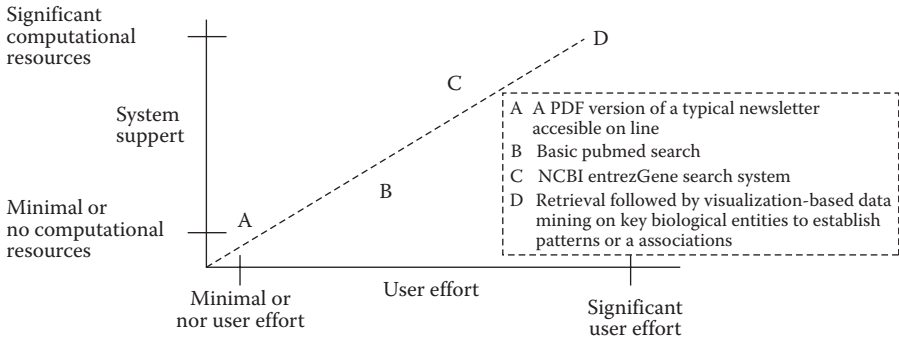 Significant
computational
resources
System
support
Minimal or
no computational
resources
A
B
C
D
A A PDF version of a typical newsletter
accesible on line
B Basic pubmed search
C NCBI entrezGene search system
D Retrieval followed by visualization-based data
mining on key biological entities to establish
patterns or a associations
Minimal or
nor user effort
User effort
Significant
user effort